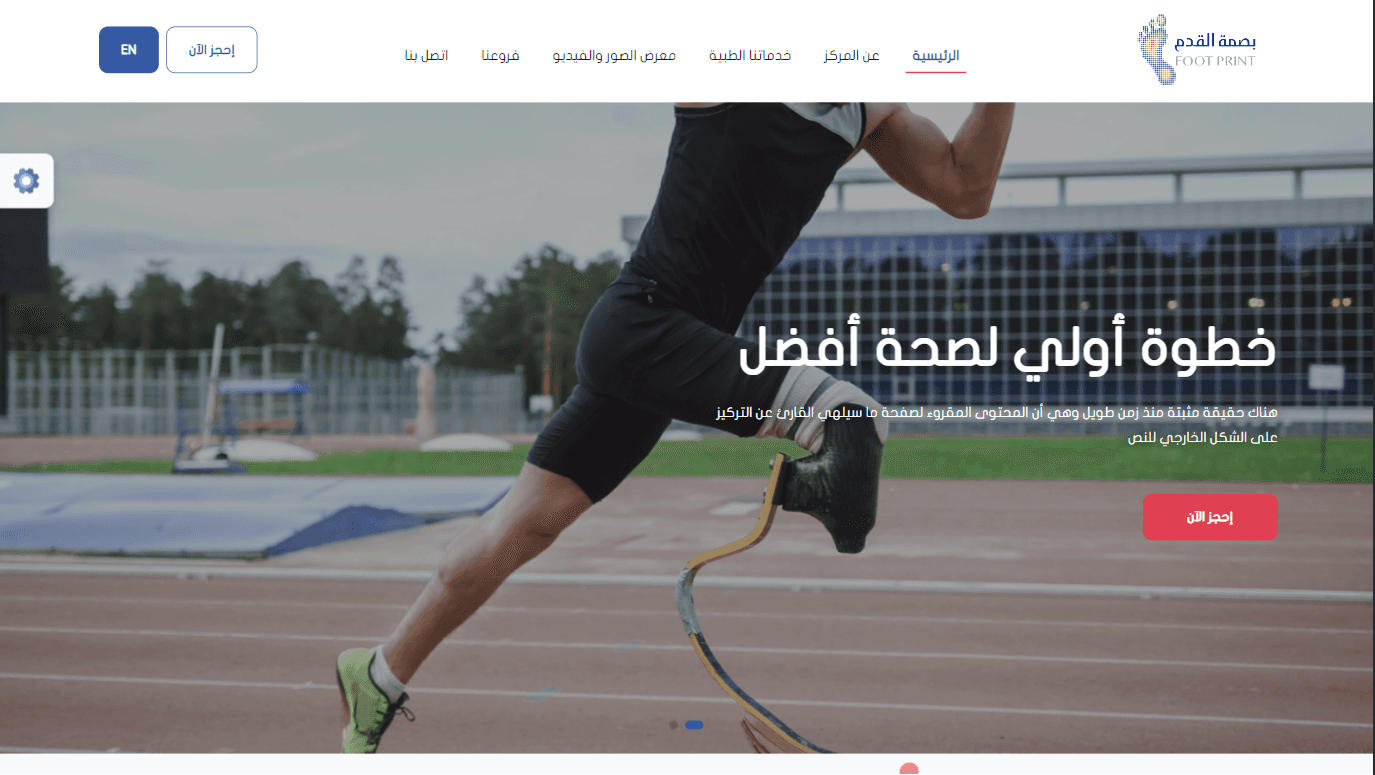 بصمة القدم
FOOT PRINT
الرئيسية
عن المركز
خدماتنا الطبية
معرض الصور والفيديو
فروعنا
اتصل بنا
إحجز الآن
EN
خطوة أولي لصحة أفضل
هناك حقيقة مثبتة منذ زمن طويل وهي أن المحتوى المقروء لصفحة ما سيلهي القارئ عن التركيز
على الشكل الخارجي للنص
إحجز الآن